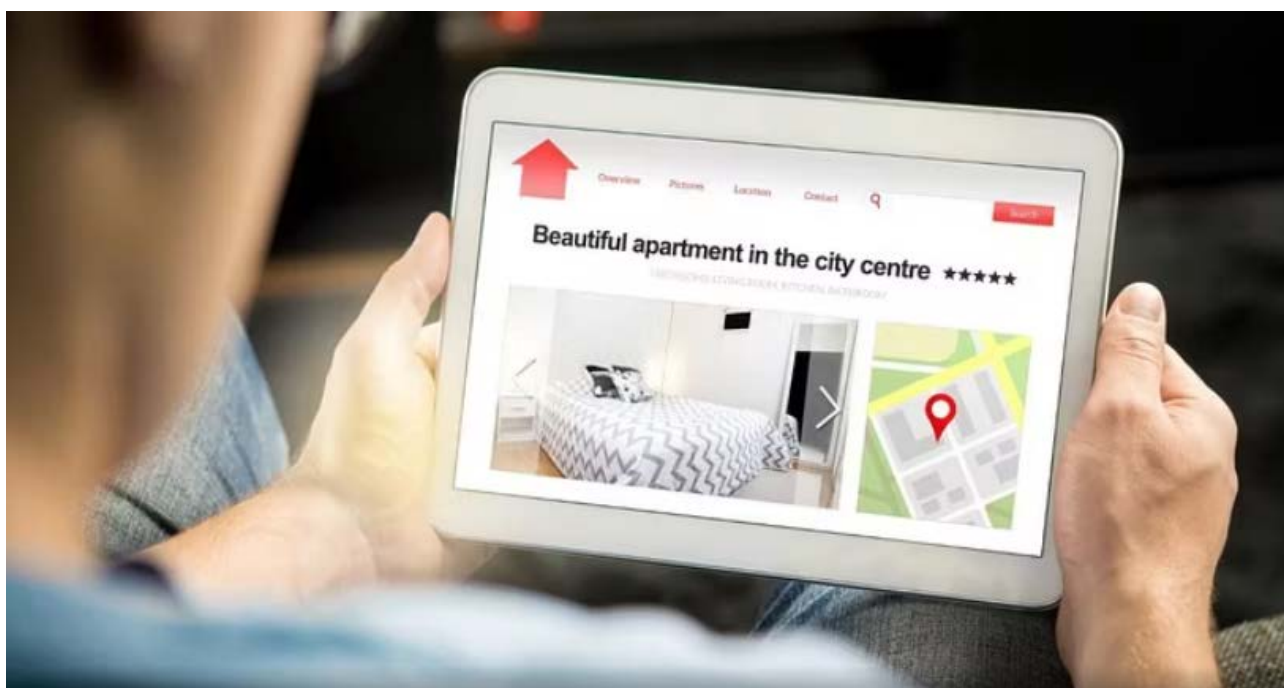 Overview Pictures Location Contact Search
Beautiful apartment in the city centre ★★★★★